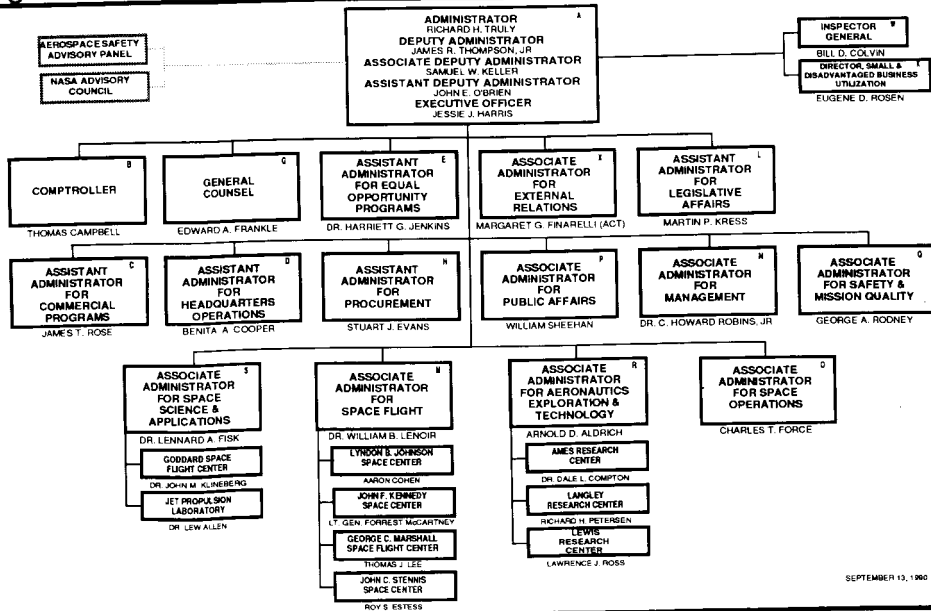 A
ADMINISTRATOR
RICHARD H. TRULY
DEPUTY ADMINISTRATOR
JAMES R. THOMPSON, JR
ASSOCIATE DEPUTY ADMINISTRATOR
SAMUEL W. KELLER
ASSISTANT DEPUTY ADMINISTRATOR
JOHN E. O'BRIEN
EXECUTIVE OFFICER
JESSIE J. HARRIS
AEROSPACE SAFETY
ADVISORY PANEL
NASA ADVISORY
COUNCIL
W
INSPECTOR
GENERAL
BILL D. COLVIN
DIRECTOR, SMALL &
DISADVANTAGED BUSINESS
UTILIZATION
EUGENE D. ROSEN
B
COMPTROLLER
THOMAS CAMPBELL
G
GENERAL
COUNSEL
EDWARD A. FRANKLE
E
ASSISTANT
ADMINISTRATOR
FOR EQUAL
OPPORTUNITY
PROGRAMS
DR. HARRIETT G. JENKINS
X
ASSOCIATE
ADMINISTRATOR
FOR
EXTERNAL
RELATIONS
MARGARET G. FINARELLI (ACT)
L
ASSISTANT
ADMINISTRATOR
FOR
LEGISLATIVE
AFFAIRS
MARTIN P. KRESS
C
ASSISTANT
ADMINISTRATOR
FOR
COMMERCIAL
PROGRAMS
JAMES T. ROSE
D
ASSISTANT
ADMINISTRATOR
FOR
HEADQUARTERS
OPERATIONS
BENITA A. COOPER
H
ASSISTANT
ADMINISTRATOR
FOR
PROCUREMENT
STUART J. EVANS
P
ASSOCIATE
ADMINISTRATOR
FOR
PUBLIC AFFAIRS
WILLIAM SHEEHAN
N
ASSOCIATE
ADMINISTRATOR
FOR
MANAGEMENT
DR. C. HOWARD ROBINS, JR
Q
ASSOCIATE
ADMINISTRATOR
FOR SAFETY &
MISSION QUALITY
GEORGE A. RODNEY
S
ASSOCIATE
ADMINISTRATOR
FOR SPACE
SCIENCE &
APPLICATIONS
DR. LENNARD A. FISK
GODDARD SPACE
FLIGHT CENTER
DR. JOHN M. KLINEBERG
JET PROPULSION
LABORATORY
DR. LEW ALLEN
M
ASSOCIATE
ADMINISTRATOR
FOR
SPACE FLIGHT
DR. WILLIAM B. LENOIR
LYNDON B. JOHNSON
SPACE CENTER
AARON COHEN
JOHN F. KENNEDY
SPACE CENTER
LT. GEN. FORREST McCARTNEY
GEORGE C. MARSHALL
SPACE FLIGHT CENTER
THOMAS J. LEE
JOHN C. STENNIS
SPACE CENTER
ROY S. ESTESS
R
ASSOCIATE
ADMINISTRATOR
FOR AERONAUTICS
EXPLORATION &
TECHNOLOGY
ARNOLD D. ALDRICH
AMES RESEARCH
CENTER
DR. DALE L. COMPTON
LANGLEY
RESEARCH CENTER
RICHARD H. PETERSEN
LEWIS
RESEARCH
CENTER
LAWRENCE J. ROSS
O
ASSOCIATE
ADMINISTRATOR
FOR SPACE
OPERATIONS
CHARLES T. FORCE
SEPTEMBER 13, 1990